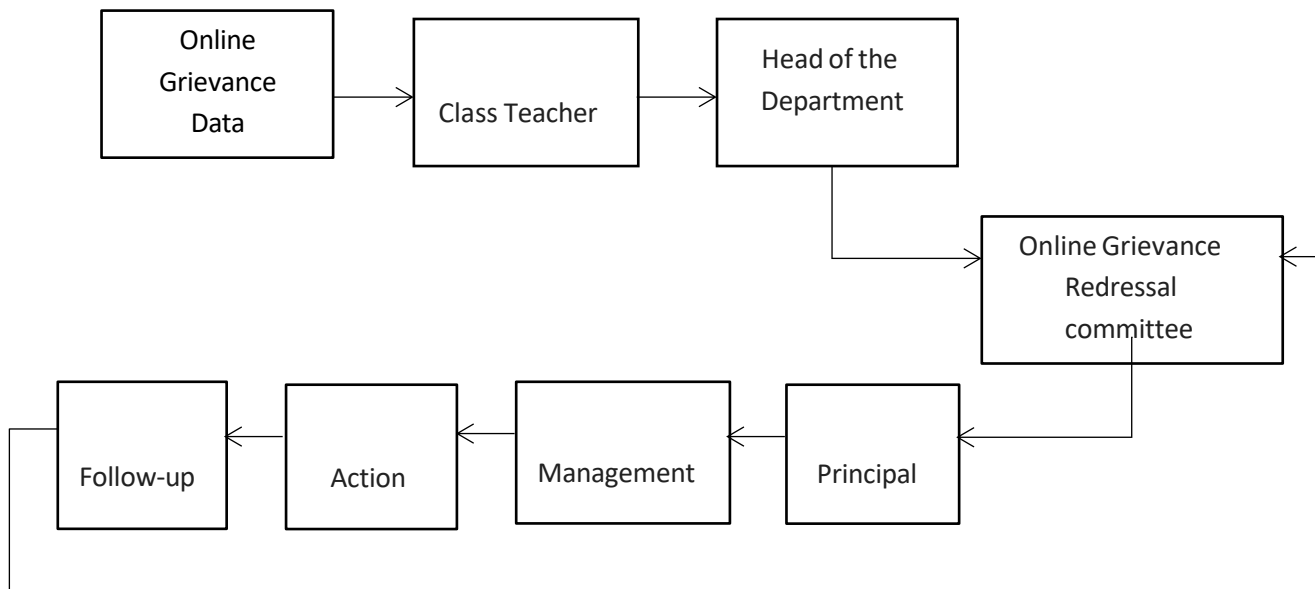 Online
Grievance
Data
Class Teacher
Head of the
Department
Online Grievance
Redressal
committee
Follow-up
Action
Management
Principal